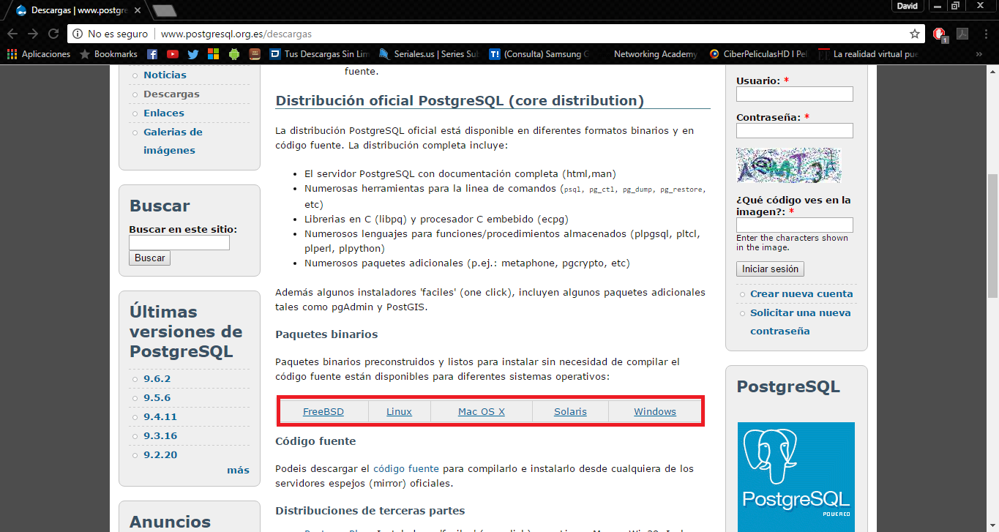 Descargas | www.postgre
David
No es seguro
www.postgresql.org.es/descargas
1
Aplicaciones
Bookmarks
Tus Descargas Sin Lim
Seriales.us | Series Sub
(Consulta) Samsung G
Networking Academy
CiberPeliculasHD I Pel
La realidad virtual pue
»
Noticias
Descargas
Enlaces
Galerias de
imágenes
Buscar
Buscar en este sitio:
Buscar
Últimas
versiones de
PostgreSQL
9.6.2
9.5.6
9.4.11
9.3.16
9.2.20
más
Anuncios
fuente.
Distribución oficial PostgreSQL (core distribution)
La distribución PostgreSQL oficial está disponible en diferentes formatos binarios y en
código fuente. La distribución completa incluye:
• El servidor PostgreSQL con documentación completa (html,man)
• Numerosas herramientas para la linea de comandos (psql, pg_ctl, pg_dump, pg_restore,
etc)
• Librerias en C (libpq) y procesador C embebido (ecpg)
• Numerosos lenguajes para funciones/procedimientos almacenados (plpgsql, pltcl,
plperl, plpython)
• Numerosos paquetes adicionales (p.ej.: metaphone, pgcrypto, etc)
Además algunos instaladores 'faciles' (one click), incluyen algunos paquetes adicionales
tales como pgAdmin y PostGIS.
Paquetes binarios
Paquetes binarios preconstruidos y listos para instalar sin necesidad de compilar el
código fuente están disponibles para diferentes sistemas operativos:
FreeBSD
Linux
Mac OS X
Solaris
Windows
Código fuente
Podeis descargar el código fuente para compilarlo e instalarlo desde cualquiera de los
servidores espejos (mirror) oficiales.
Distribuciones de terceras partes
Usuario: *
Contraseña: *
¿Qué código ves en la
imagen?: *
Enter the characters shown
in the image.
Iniciar sesión
Crear nueva cuenta
Solicitar una nueva
contraseña
PostgreSQL
PostgreSQL
POWERED